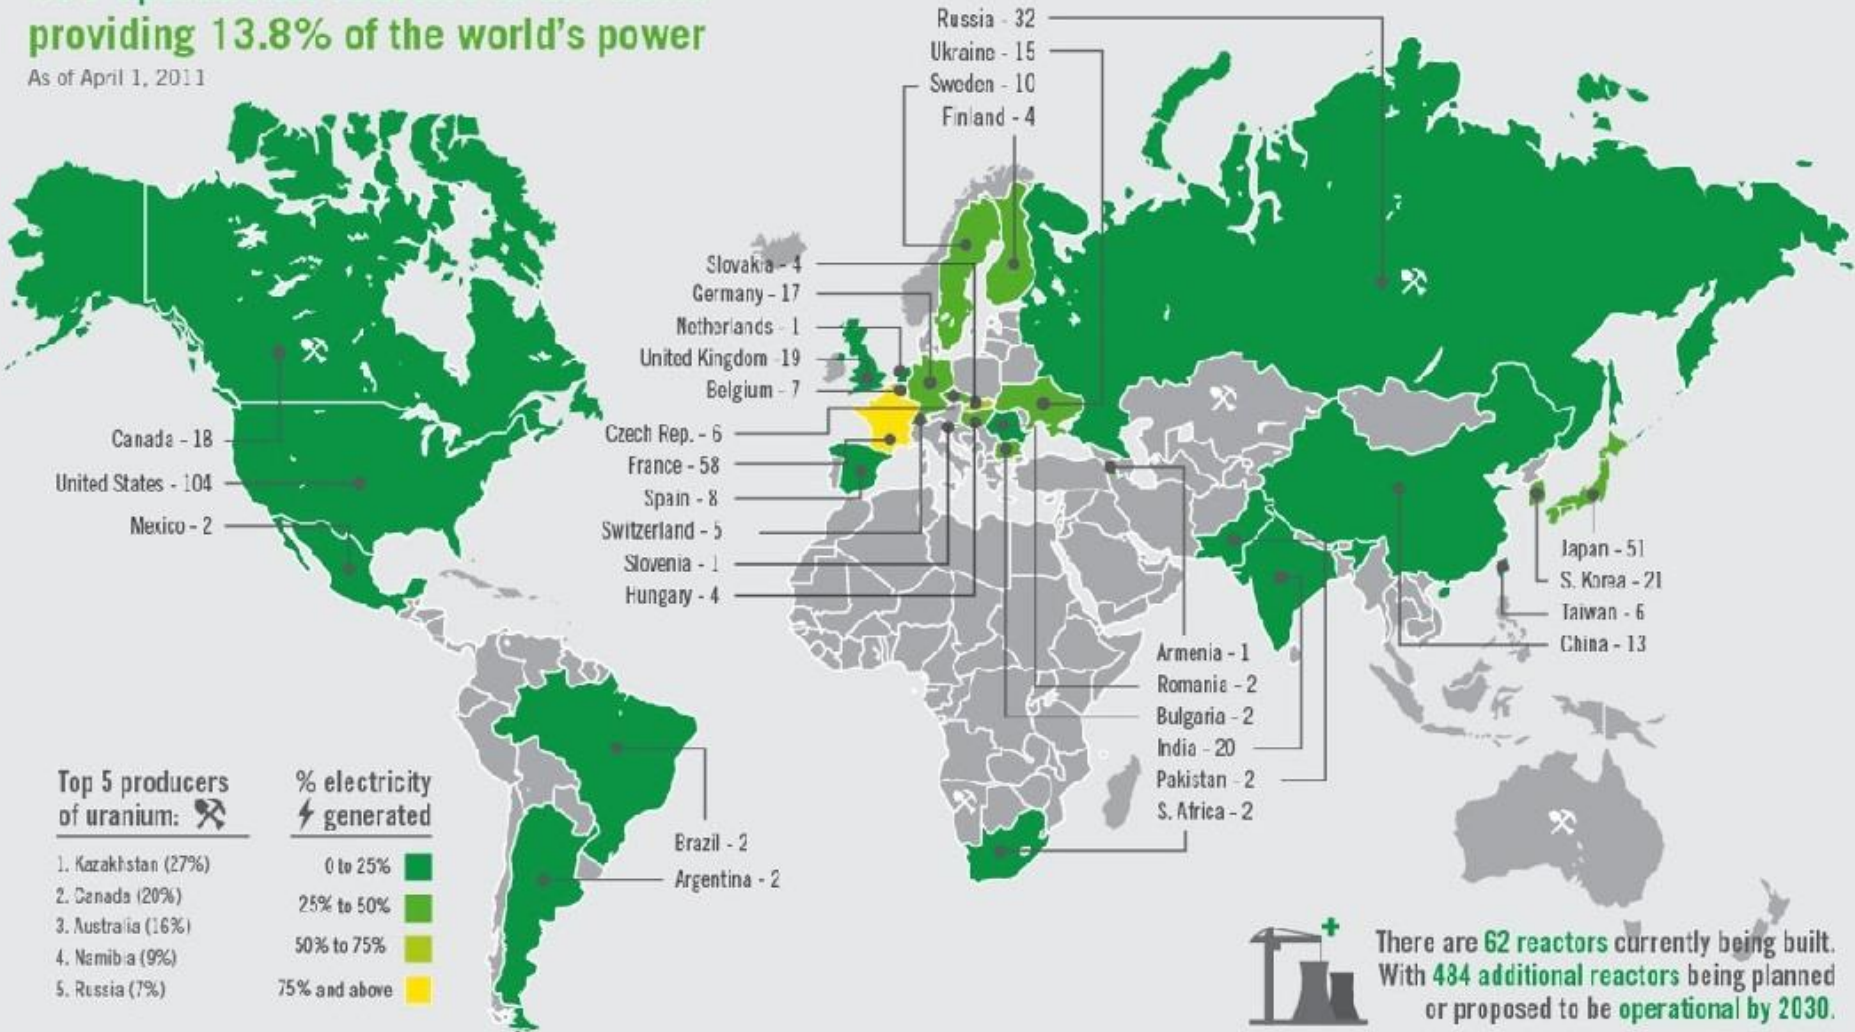 providing 13.8% of the world's power
As of April 1, 2011
Russia - 32
Ukraine - 15
Sweden - 10
Finland - 4
Slovakia - 4
Germany - 17
Netherlands - 1
United Kingdom - 19
Belgium - 7
Czech Rep. - 6
France - 58
Spain - 8
Switzerland - 5
Slovenia - 1
Hungary - 4
Canada - 18
United States - 104
Mexico - 2
Japan - 51
S. Korea - 21
Taiwan - 6
China - 13
Armenia - 1
Romania - 2
Bulgaria - 2
India - 20
Pakistan - 2
S. Africa - 2
Brazil - 2
Argentina - 2
Top 5 producers
of uranium:
1. Kazakhstan (27%)
2. Canada (20%)
3. Australia (16%)
4. Namibia (9%)
5. Russia (7%)
% electricity
generated
0 to 25%
25% to 50%
50% to 75%
75% and above
There are 62 reactors currently being built.
With 484 additional reactors being planned
or proposed to be operational by 2030.